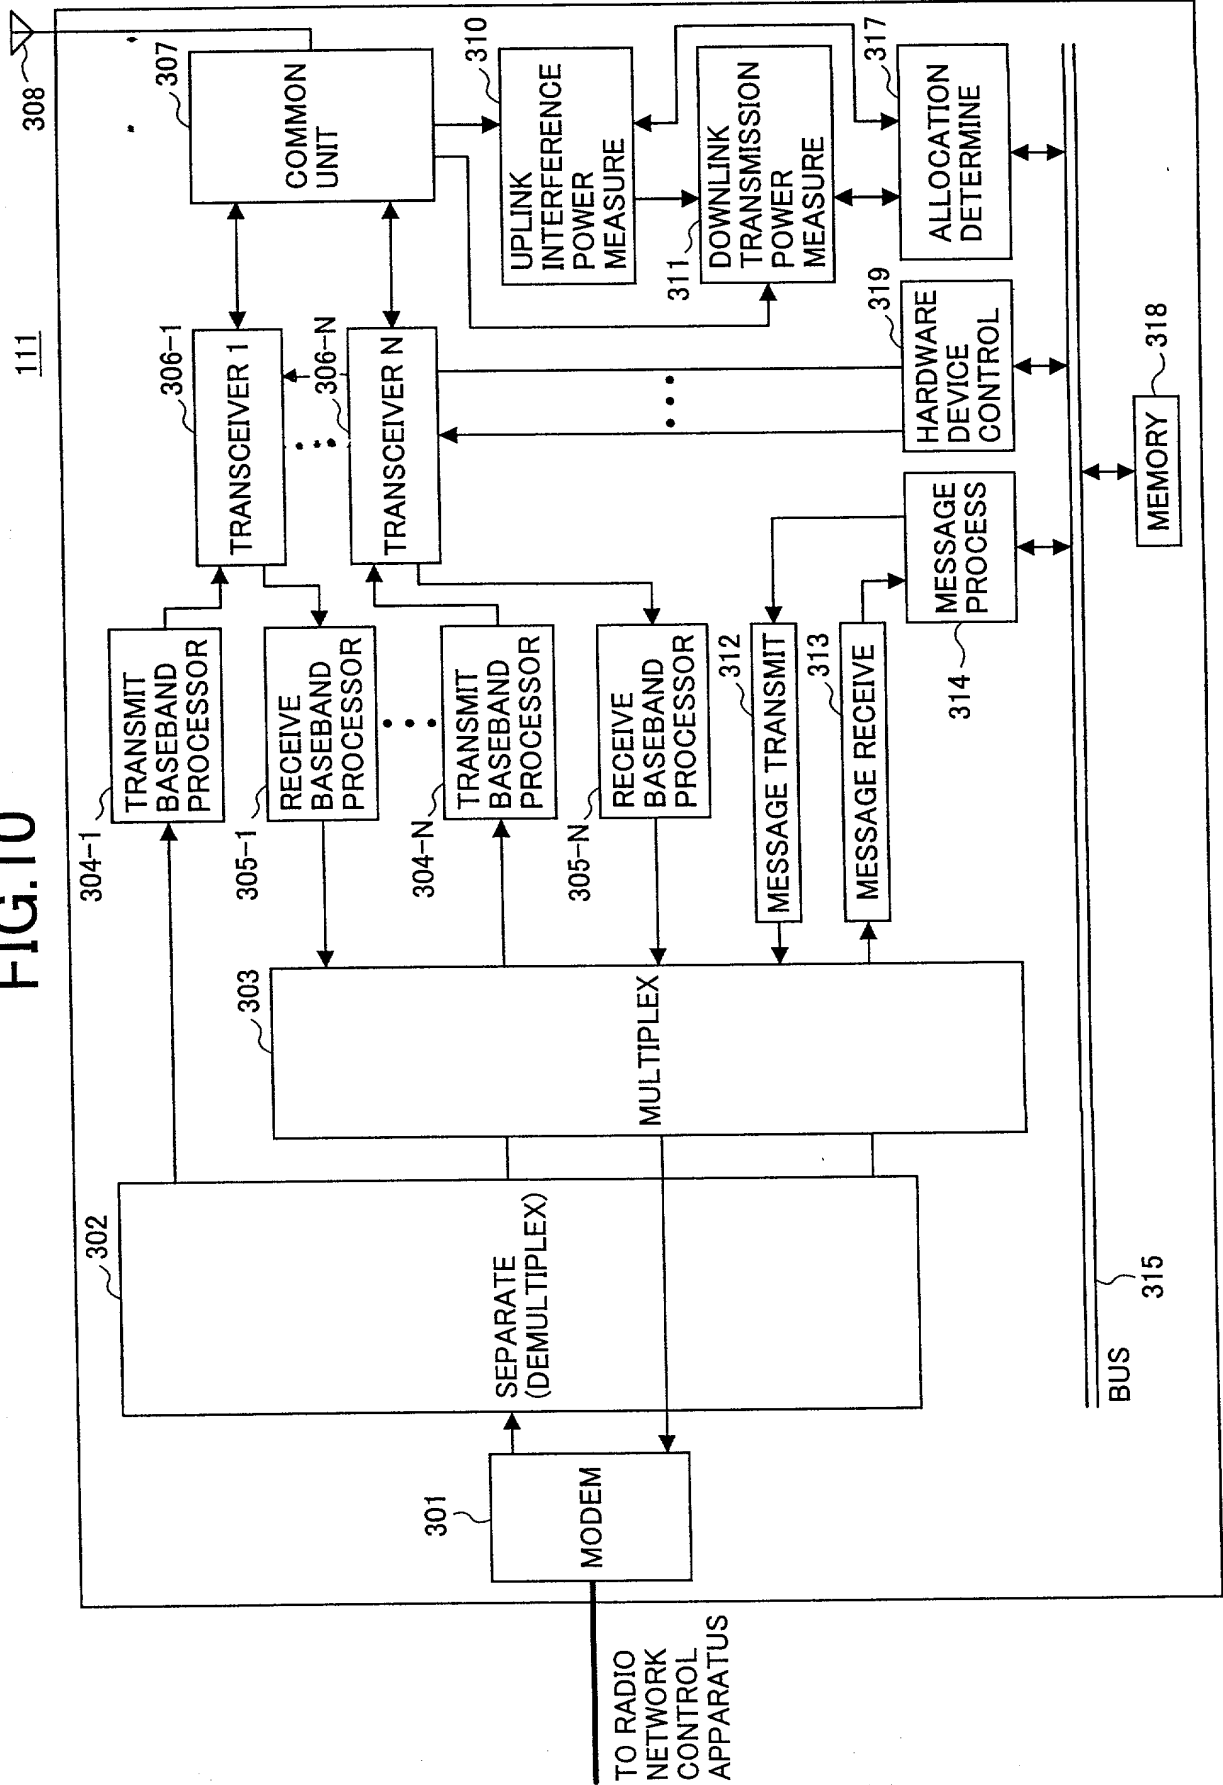 FIG.10
111
308
307
COMMON
UNIT
310
UPLINK
INTERFERENCE
POWER
MEASURE
311
DOWNLINK
TRANSMISSION
POWER
MEASURE
317
ALLOCATION
DETERMINE
306-1
TRANSCEIVER 1
306-N
TRANSCEIVER N
319
HARDWARE
DEVICE
CONTROL
318
MEMORY
304-1
TRANSMIT
BASEBAND
PROCESSOR
305-1
RECEIVE
BASEBAND
PROCESSOR
304-N
TRANSMIT
BASEBAND
PROCESSOR
305-N
RECEIVE
BASEBAND
PROCESSOR
312
MESSAGE TRANSMIT
313
MESSAGE RECEIVE
314
MESSAGE
PROCESS
303
MULTIPLEX
302
SEPARATE
(DEMULTIPLEX)
301
MODEM
315
BUS
TO RADIO
NETWORK
CONTROL
APPARATUS